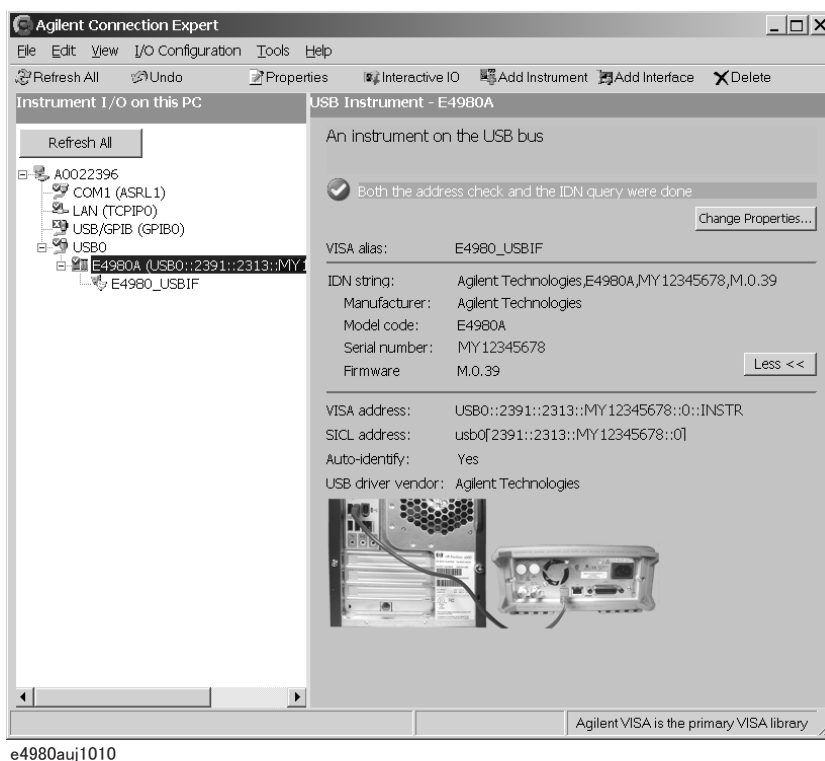 Agilent Connection Expert
File Edit View I/O Configuration Tools Help
Refresh All Undo Properties Interactive IO Add Instrument Add Interface Delete
Instrument I/O on this PC
USB Instrument - E4980A
Refresh All
A0022396
COM1 (ASRL1)
LAN (TCPIP0)
USB/GPIB (GPIB0)
USB0
E4980A (USB0::2391::2313::MY1
E4980_USBIF
An instrument on the USB bus
Both the address check and the IDN query were done
Change Properties...
VISA alias: E4980_USBIF
IDN string: Agilent Technologies,E4980A,MY12345678,M.0.39
Manufacturer: Agilent Technologies
Model code: E4980A
Serial number: MY12345678
Firmware M.0.39
Less <<
VISA address: USB0::2391::2313::MY12345678::0::INSTR
SICL address: usb0[2391::2313::MY12345678::0]
Auto-identify: Yes
USB driver vendor: Agilent Technologies
Agilent VISA is the primary VISA library
e4980auj1010